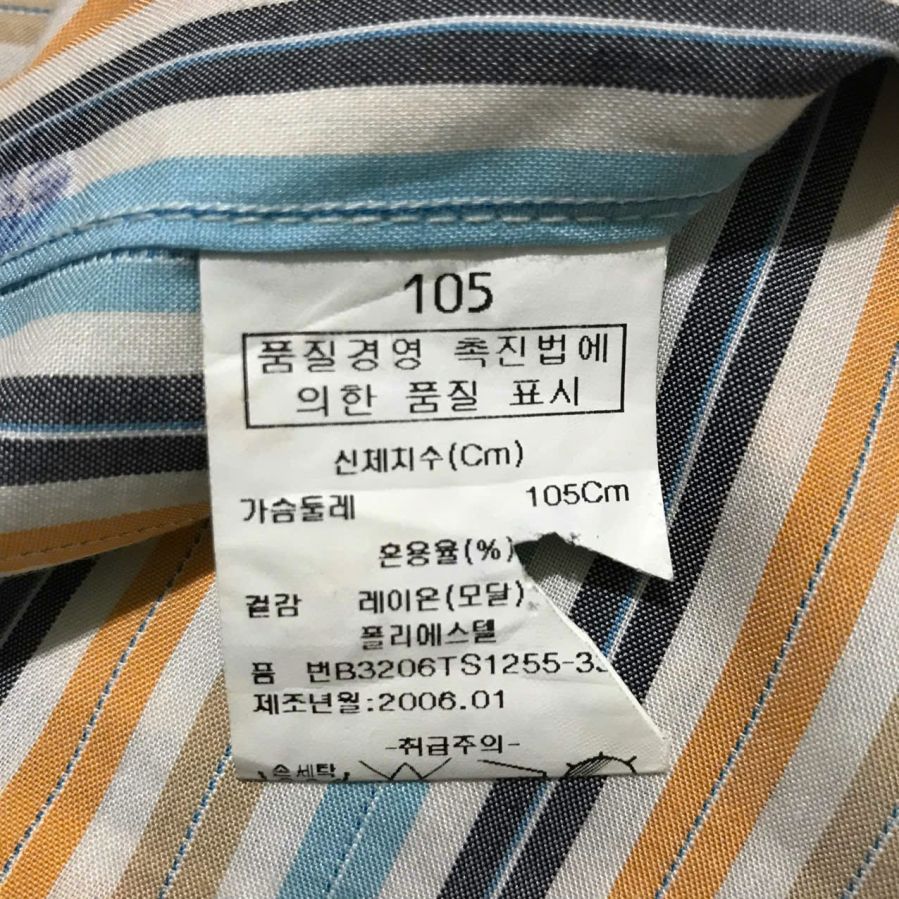 105
품질경영 촉진법에
의한 품질 표시
신체치수(Cm)
가슴둘레 105Cm
혼용율(%)
겉감 레이온(모달)
폴리에스텔
품 번B3206TS1255-3
제조년월:2006.01
-취급주의-
손세탁